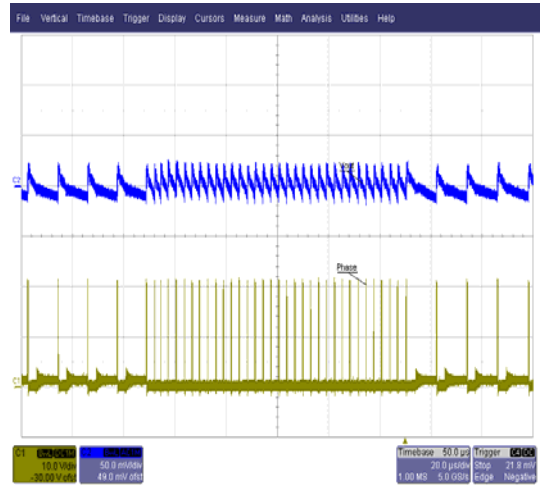 File Vertical Timebase Trigger Display Cursors Measure Math Analysis Utilities Help
C2
Phase
C1
C1
10.0 V/div
-30.00 V ofst
50.0 mV/div
49.0 mV ofst
Timebase 50.0 µs
20.0 µs/div
1.00 MS 5.0 GS/s
Trigger
Stop 21.8 mV
Edge Negative